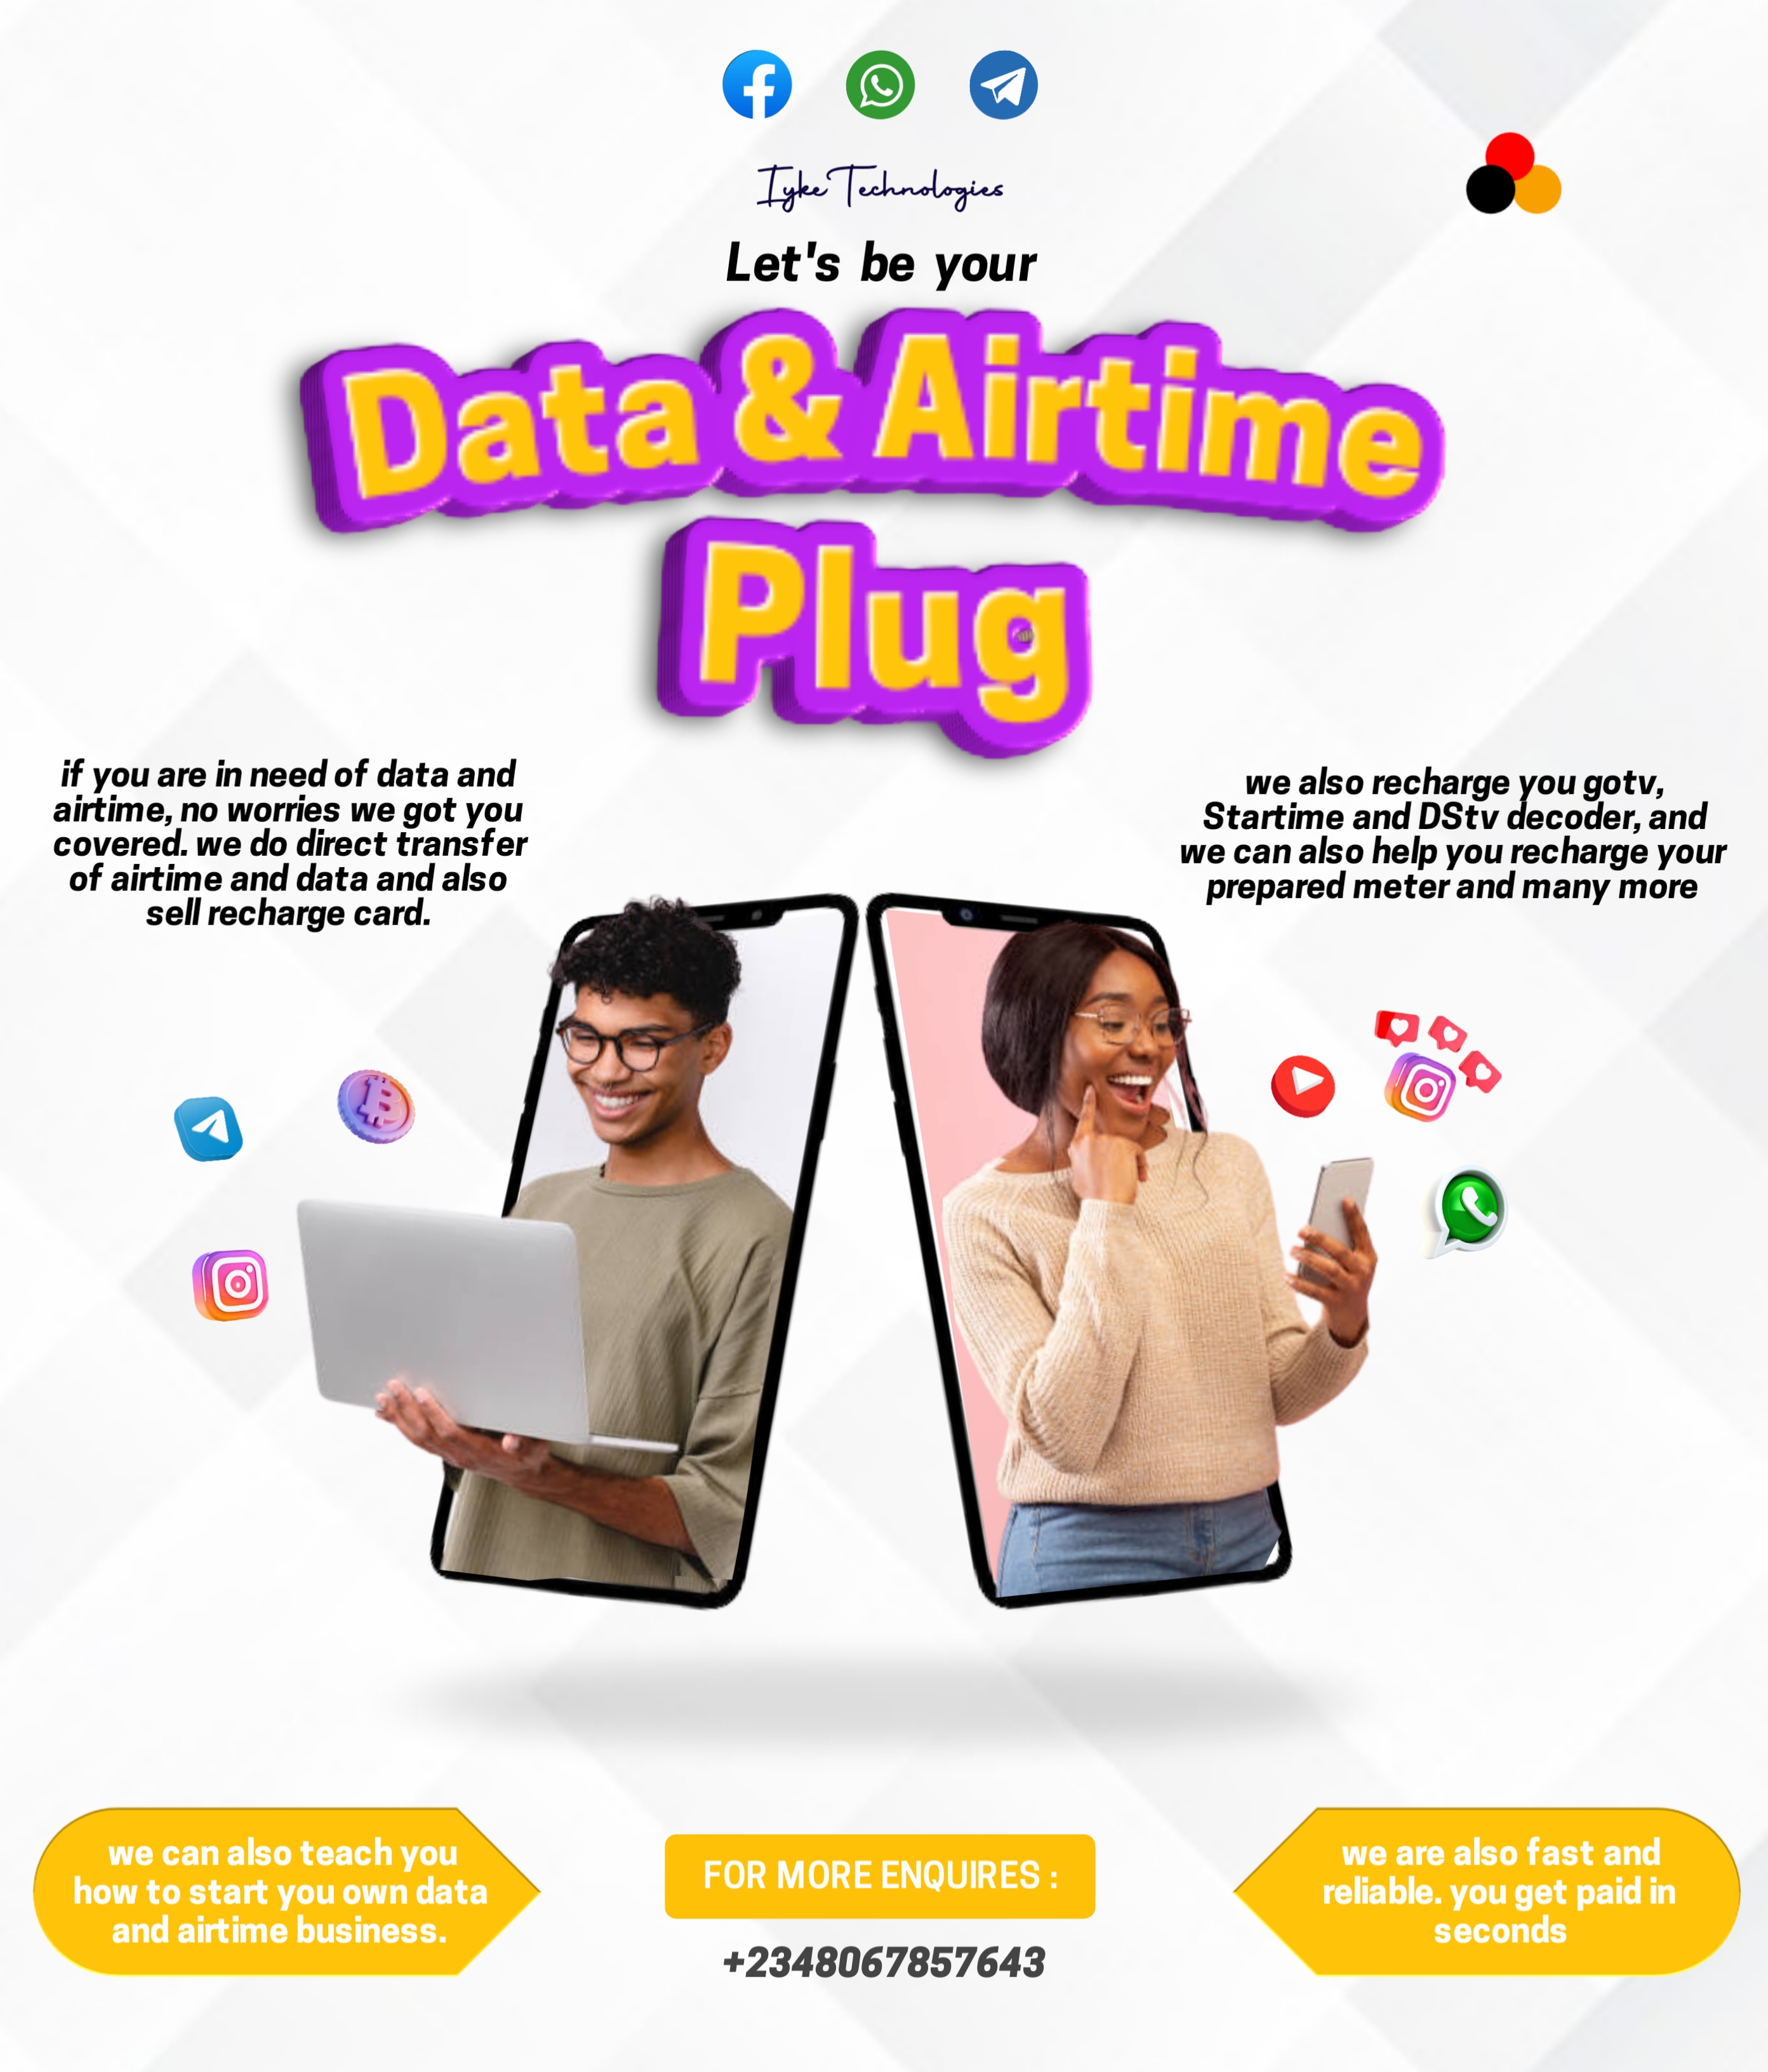 Iyke Technologies
Let's be your
Data & Airtime
Plug
if you are in need of data and
airtime, no worries we got you
covered. we do direct transfer
of airtime and data and also
sell recharge card.
we also recharge you gotv,
Startime and DStv decoder, and
we can also help you recharge your
prepared meter and many more
we can also teach you
how to start you own data
and airtime business.
FOR MORE ENQUIRES :
+2348067857643
we are also fast and
reliable. you get paid in
seconds